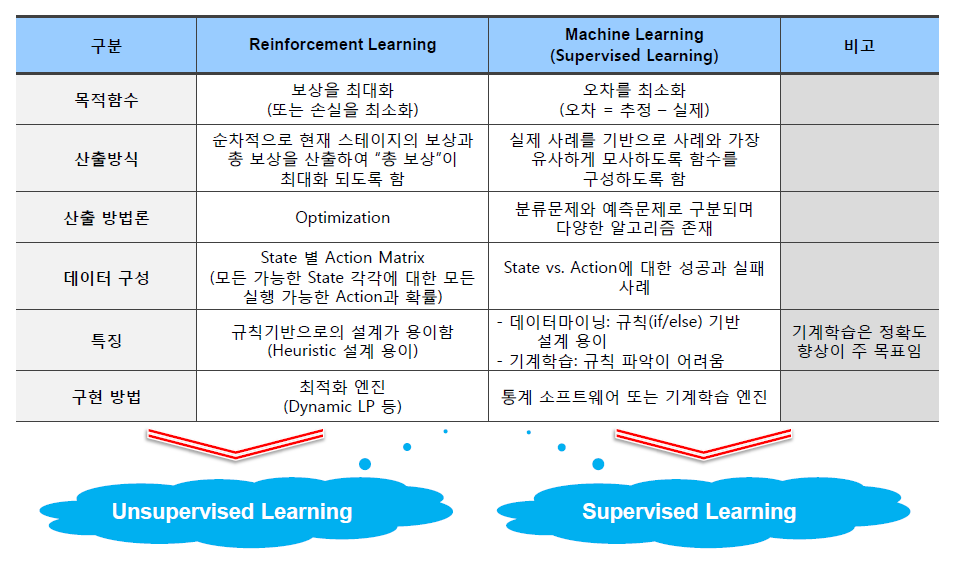 구분
Reinforcement Learning
Machine Learning
(Supervised Learning)
비고
목적함수
보상을 최대화
(또는 손실을 최소화)
오차를 최소화
(오차 = 추정 – 실제)
산출방식
순차적으로 현재 스테이지의 보상과
총 보상을 산출하여 “총 보상”이
최대화 되도록 함
실제 사례를 기반으로 사례와 가장
유사하게 모사하도록 함수를
구성하도록 함
산출 방법론
Optimization
분류문제와 예측문제로 구분되며
다양한 알고리즘 존재
데이터 구성
State 별 Action Matrix
(모든 가능한 State 각각에 대한 모든
실행 가능한 Action과 확률)
State vs. Action에 대한 성공과 실패
사례
특징
규칙기반으로의 설계가 용이함
(Heuristic 설계 용이)
- 데이터마이닝: 규칙(if/else) 기반
설계 용이
- 기계학습: 규칙 파악이 어려움
기계학습은 정확도
향상이 주 목표임
구현 방법
최적화 엔진
(Dynamic LP 등)
통계 소프트웨어 또는 기계학습 엔진
Unsupervised Learning
Supervised Learning